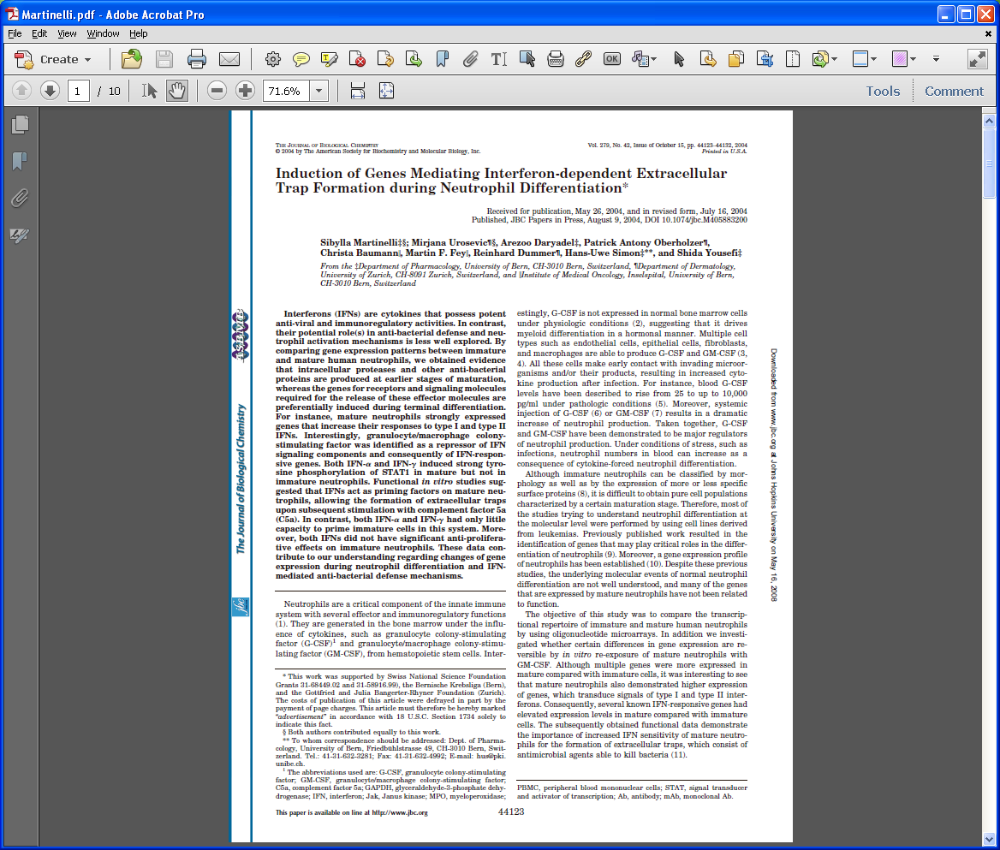 Martinelli.pdf - Adobe Acrobat Pro
File Edit View Window Help
Create
OK
1 / 10
71.6%
Tools
Comment
THE JOURNAL OF BIOLOGICAL CHEMISTRY
© 2004 by The American Society for Biochemistry and Molecular Biology, Inc.
Vol. 279, No. 42, Issue of October 15, pp. 44123–44132, 2004
Printed in U.S.A.
Induction of Genes Mediating Interferon-dependent Extracellular
Trap Formation during Neutrophil Differentiation*
Received for publication, May 26, 2004, and in revised form, July 16, 2004
Published, JBC Papers in Press, August 9, 2004, DOI 10.1074/jbc.M405883200
Sibylla Martinelli‡§; Mirjana Urosevic¶§, Arezoo Daryadel‡, Patrick Antony Oberholzer¶,
Christa Baumann‖, Martin F. Fey‖, Reinhard Dummer¶, Hans-Uwe Simon‡**, and Shida Yousefi‡
From the ‡Department of Pharmacology, University of Bern, CH-3010 Bern, Switzerland, ¶Department of Dermatology,
University of Zurich, CH-8091 Zurich, Switzerland, and ‖Institute of Medical Oncology, Inselspital, University of Bern,
CH-3010 Bern, Switzerland
Interferons (IFNs) are cytokines that possess potent
anti-viral and immunoregulatory activities. In contrast,
their potential role(s) in anti-bacterial defense and neu-
trophil activation mechanisms is less well explored. By
comparing gene expression patterns between immature
and mature human neutrophils, we obtained evidence
that intracellular proteases and other anti-bacterial
proteins are produced at earlier stages of maturation,
whereas the genes for receptors and signaling molecules
required for the release of these effector molecules are
preferentially induced during terminal differentiation.
For instance, mature neutrophils strongly expressed
genes that increase their responses to type I and type II
IFNs. Interestingly, granulocyte/macrophage colony-
stimulating factor was identified as a repressor of IFN
signaling components and consequently of IFN-respon-
sive genes. Both IFN-α and IFN-γ induced strong tyro-
sine phosphorylation of STAT1 in mature but not in
immature neutrophils. Functional in vitro studies sug-
gested that IFNs act as priming factors on mature neu-
trophils, allowing the formation of extracellular traps
upon subsequent stimulation with complement factor 5a
(C5a). In contrast, both IFN-α and IFN-γ had only little
capacity to prime immature cells in this system. More-
over, both IFNs did not have significant anti-prolifera-
tive effects on immature neutrophils. These data con-
tribute to our understanding regarding changes of gene
expression during neutrophil differentiation and IFN-
mediated anti-bacterial defense mechanisms.
Neutrophils are a critical component of the innate immune
system with several effector and immunoregulatory functions
(1). They are generated in the bone marrow under the influ-
ence of cytokines, such as granulocyte colony-stimulating
factor (G-CSF)¹ and granulocyte/macrophage colony-stimu-
lating factor (GM-CSF), from hematopoietic stem cells. Inter-
* This work was supported by Swiss National Science Foundation
Grants 31-68449.02 and 31-58916.99), the Bernische Krebsliga (Bern),
and the Gottfried and Julia Bangerter-Rhyner Foundation (Zurich).
The costs of publication of this article were defrayed in part by the
payment of page charges. This article must therefore be hereby marked
“advertisement” in accordance with 18 U.S.C. Section 1734 solely to
indicate this fact.
§ Both authors contributed equally to this work.
** To whom correspondence should be addressed: Dept. of Pharma-
cology, University of Bern, Friedbühlstrasse 49, CH-3010 Bern, Swit-
zerland. Tel.: 41-31-632-3281; Fax: 41-31-632-4992; E-mail: hus@pki.
unibe.ch.
¹ The abbreviations used are: G-CSF, granulocyte colony-stimulating
factor; GM-CSF, granulocyte/macrophage colony-stimulating factor;
C5a, complement factor 5a; GAPDH, glyceraldehyde-3-phosphate dehy-
drogenase; IFN, interferon; Jak, Janus kinase; MPO, myeloperoxidase;
estingly, G-CSF is not expressed in normal bone marrow cells
under physiologic conditions (2), suggesting that it drives
myeloid differentiation in a hormonal manner. Multiple cell
types such as endothelial cells, epithelial cells, fibroblasts,
and macrophages are able to produce G-CSF and GM-CSF (3,
4). All these cells make early contact with invading microor-
ganisms and/or their products, resulting in increased cyto-
kine production after infection. For instance, blood G-CSF
levels have been described to rise from 25 to up to 10,000
pg/ml under pathologic conditions (5). Moreover, systemic
injection of G-CSF (6) or GM-CSF (7) results in a dramatic
increase of neutrophil production. Taken together, G-CSF
and GM-CSF have been demonstrated to be major regulators
of neutrophil production. Under conditions of stress, such as
infections, neutrophil numbers in blood can increase as a
consequence of cytokine-forced neutrophil differentiation.
Although immature neutrophils can be classified by mor-
phology as well as by the expression of more or less specific
surface proteins (8), it is difficult to obtain pure cell populations
characterized by a certain maturation stage. Therefore, most of
the studies trying to understand neutrophil differentiation at
the molecular level were performed by using cell lines derived
from leukemias. Previously published work resulted in the
identification of genes that may play critical roles in the differ-
entiation of neutrophils (9). Moreover, a gene expression profile
of neutrophils has been established (10). Despite these previous
studies, the underlying molecular events of normal neutrophil
differentiation are not well understood, and many of the genes
that are expressed by mature neutrophils have not been related
to function.
The objective of this study was to compare the transcrip-
tional repertoire of immature and mature human neutrophils
by using oligonucleotide microarrays. In addition we investi-
gated whether certain differences in gene expression are re-
versible by in vitro re-exposure of mature neutrophils with
GM-CSF. Although multiple genes were more expressed in
mature compared with immature cells, it was interesting to see
that mature neutrophils also demonstrated higher expression
of genes, which transduce signals of type I and type II inter-
ferons. Consequently, several known IFN-responsive genes had
elevated expression levels in mature compared with immature
cells. The subsequently obtained functional data demonstrate
the importance of increased IFN sensitivity of mature neutro-
phils for the formation of extracellular traps, which consist of
antimicrobial agents able to kill bacteria (11).
PBMC, peripheral blood mononuclear cells; STAT, signal transducer
and activator of transcription; Ab, antibody; mAb, monoclonal Ab.
This paper is available on line at http://www.jbc.org
44123
ASBMB
The Journal of Biological Chemistry
jbc
Downloaded from www.jbc.org at Johns Hopkins University on May 16, 2008